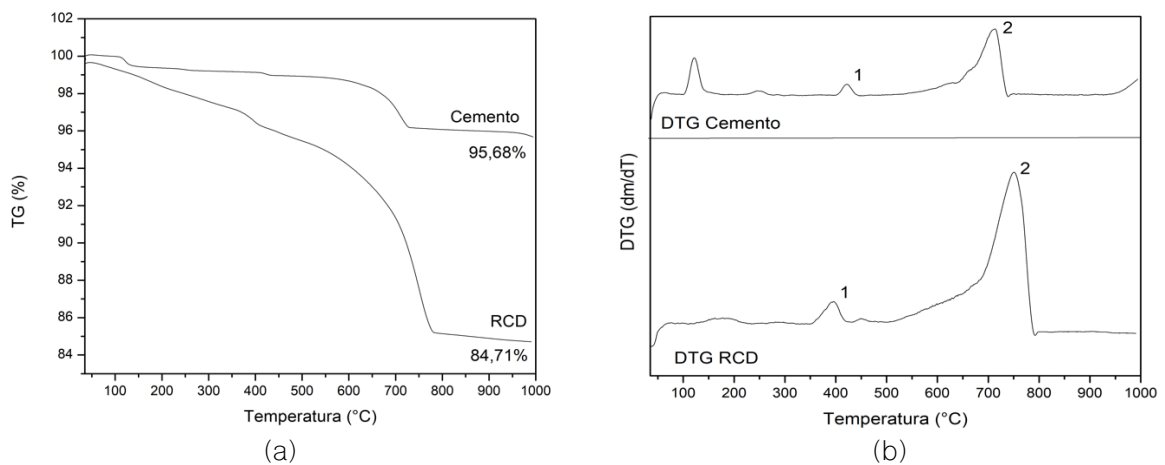 102
100
98
96
94
92
90
88
86
84
TG (%)
Cemento
95,68%
RCD
84,71%
100 200 300 400 500 600 700 800 900 1000
Temperatura (°C)
(a)
2
1
DTG Cemento
DTG (dm/dT)
2
1
DTG RCD
100 200 300 400 500 600 700 800 900 1000
Temperatura (°C)
(b)